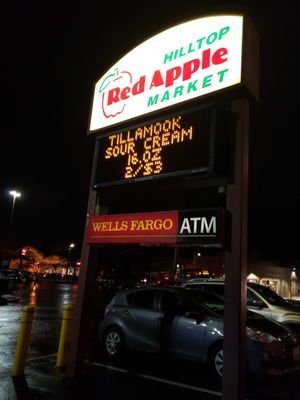 HILLTOP
Red Apple
MARKET
TILLAMOOK
SOUR CREAM
16.OZ
2/$3
WELLS FARGO ATM